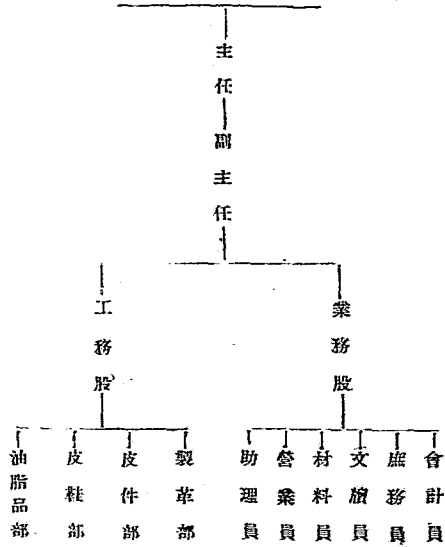 主任
副主任
業務股
工務股
會計員
庶務員
文牘員
材料員
營業員
助理員
製革部
皮件部
皮鞋部
油脂品部